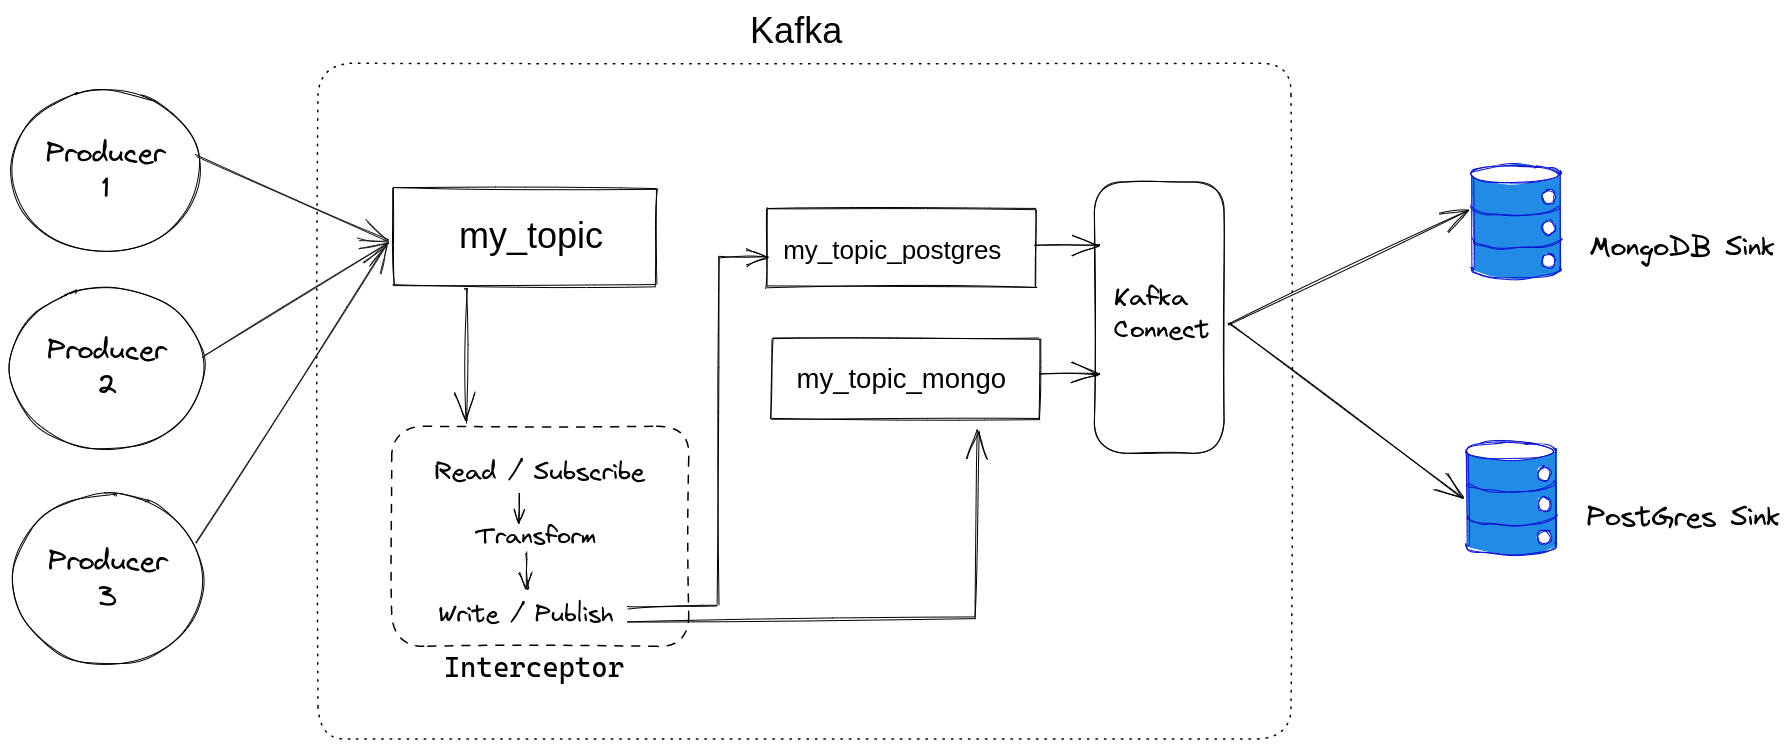 Kafka
Producer
1
Producer
2
Producer
3
my_topic
Read / Subscribe
Transform
Write / Publish
Interceptor
my_topic_postgres
my_topic_mongo
Kafka
Connect
MongoDB Sink
PostGres Sink